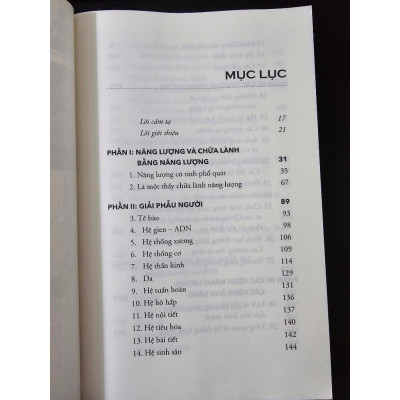 MỤC LỤC
Lời cảm tạ 17
Lời giới thiệu 21
PHẦN I: NĂNG LƯỢNG VÀ CHỮA LÀNH
BẰNG NĂNG LƯỢNG 31
1. Năng lượng có tính phổ quát 35
2. Là một thầy chữa lành năng lượng 67
PHẦN II: GIẢI PHẪU NGƯỜI 89
3. Tế bào 93
4. Hệ gien – ADN 98
5. Hệ thống xương 106
6. Hệ thống cơ 109
7. Hệ thần kinh 114
8. Da 129
9. Hệ tuần hoàn 131
10. Hệ hô hấp 136
11. Hệ nội tiết 137
12. Hệ tiêu hóa 140
13. Hệ bài tiết 142
14. Hệ sinh sản 144